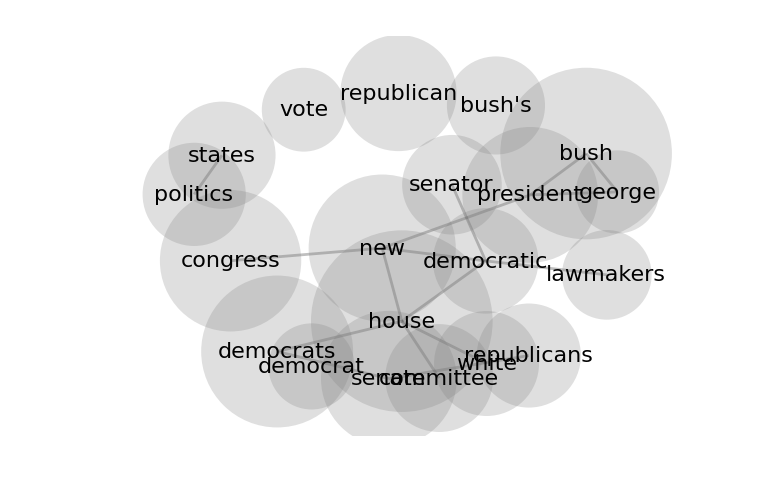 republican
bush's
vote
bush
states
senator
politics
president
george
new
congress
democratic
lawmakers
house
democrats
republicans
white
democrat
senate
committee